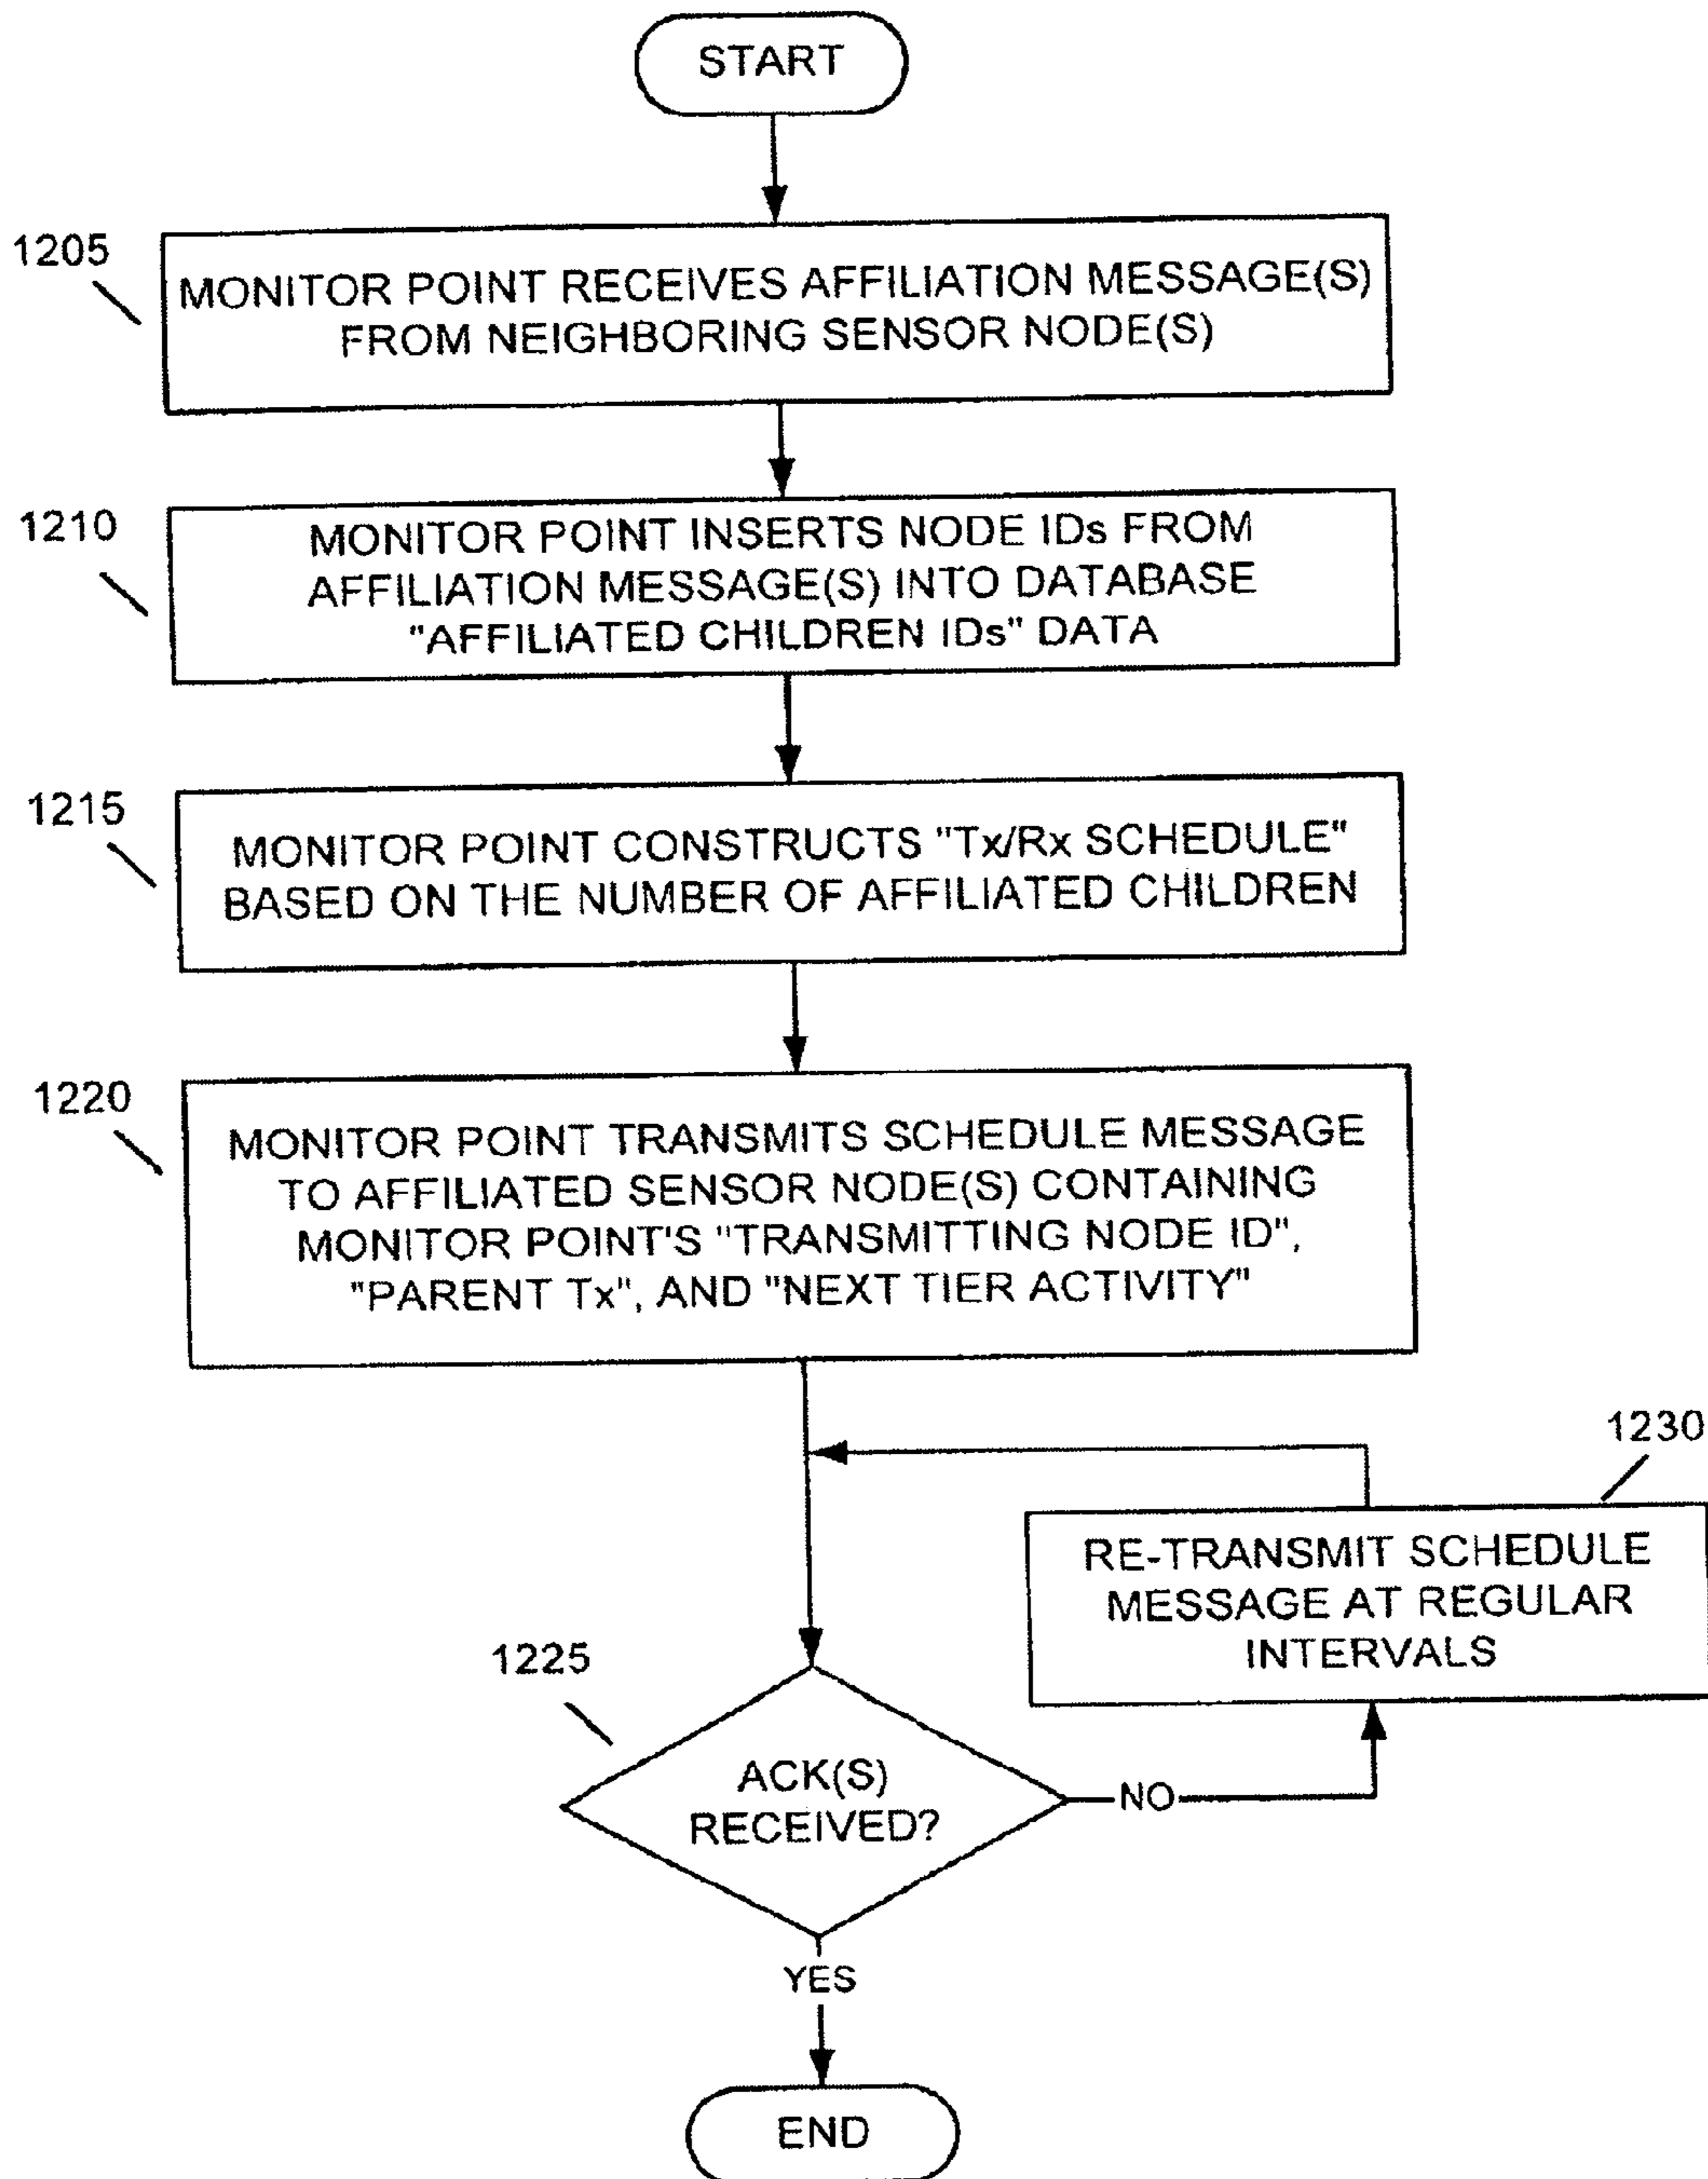 START
1205
MONITOR POINT RECEIVES AFFILIATION MESSAGE(S)
FROM NEIGHBORING SENSOR NODE(S)
1210
MONITOR POINT INSERTS NODE IDs FROM
AFFILIATION MESSAGE(S) INTO DATABASE
"AFFILIATED CHILDREN IDs" DATA
1215
MONITOR POINT CONSTRUCTS "Tx/Rx SCHEDULE"
BASED ON THE NUMBER OF AFFILIATED CHILDREN
1220
MONITOR POINT TRANSMITS SCHEDULE MESSAGE
TO AFFILIATED SENSOR NODE(S) CONTAINING
MONITOR POINT'S "TRANSMITTING NODE ID",
"PARENT Tx", AND "NEXT TIER ACTIVITY"
1230
RE-TRANSMIT SCHEDULE
MESSAGE AT REGULAR
INTERVALS
1225
ACK(S)
RECEIVED?
NO
YES
END